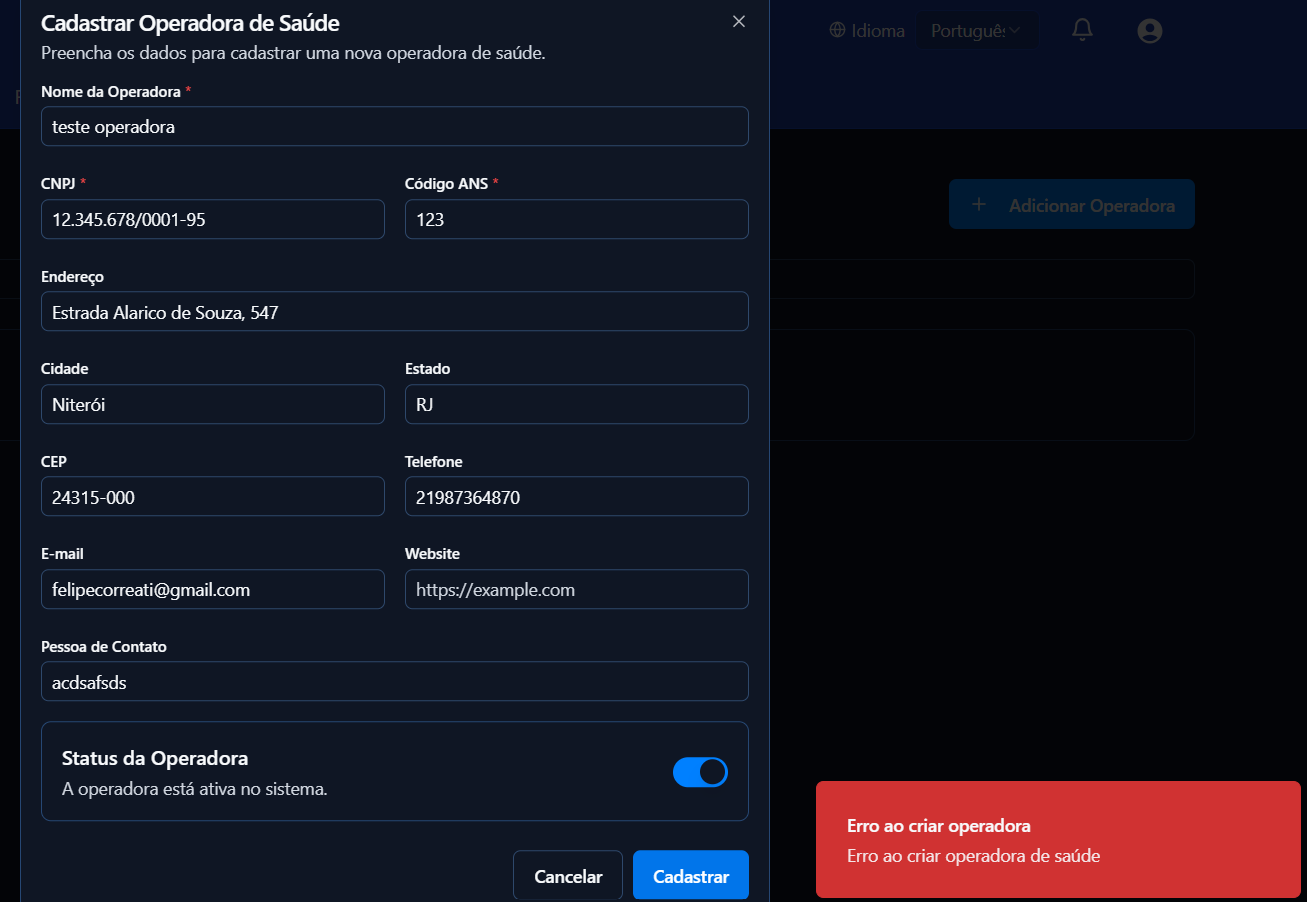 Cadastrar Operadora de Saúde
Preencha os dados para cadastrar uma nova operadora de saúde.
Idioma
Português
Nome da Operadora *
teste operadora
CNPJ *
Código ANS *
12.345.678/0001-95
123
+ Adicionar Operadora
Endereço
Estrada Alarico de Souza, 547
Cidade
Estado
Niterói
RJ
CEP
Telefone
24315-000
21987364870
E-mail
Website
felipecorreati@gmail.com
https://example.com
Pessoa de Contato
acdsafsds
Status da Operadora
A operadora está ativa no sistema.
Cancelar
Cadastrar
Erro ao criar operadora
Erro ao criar operadora de saúde